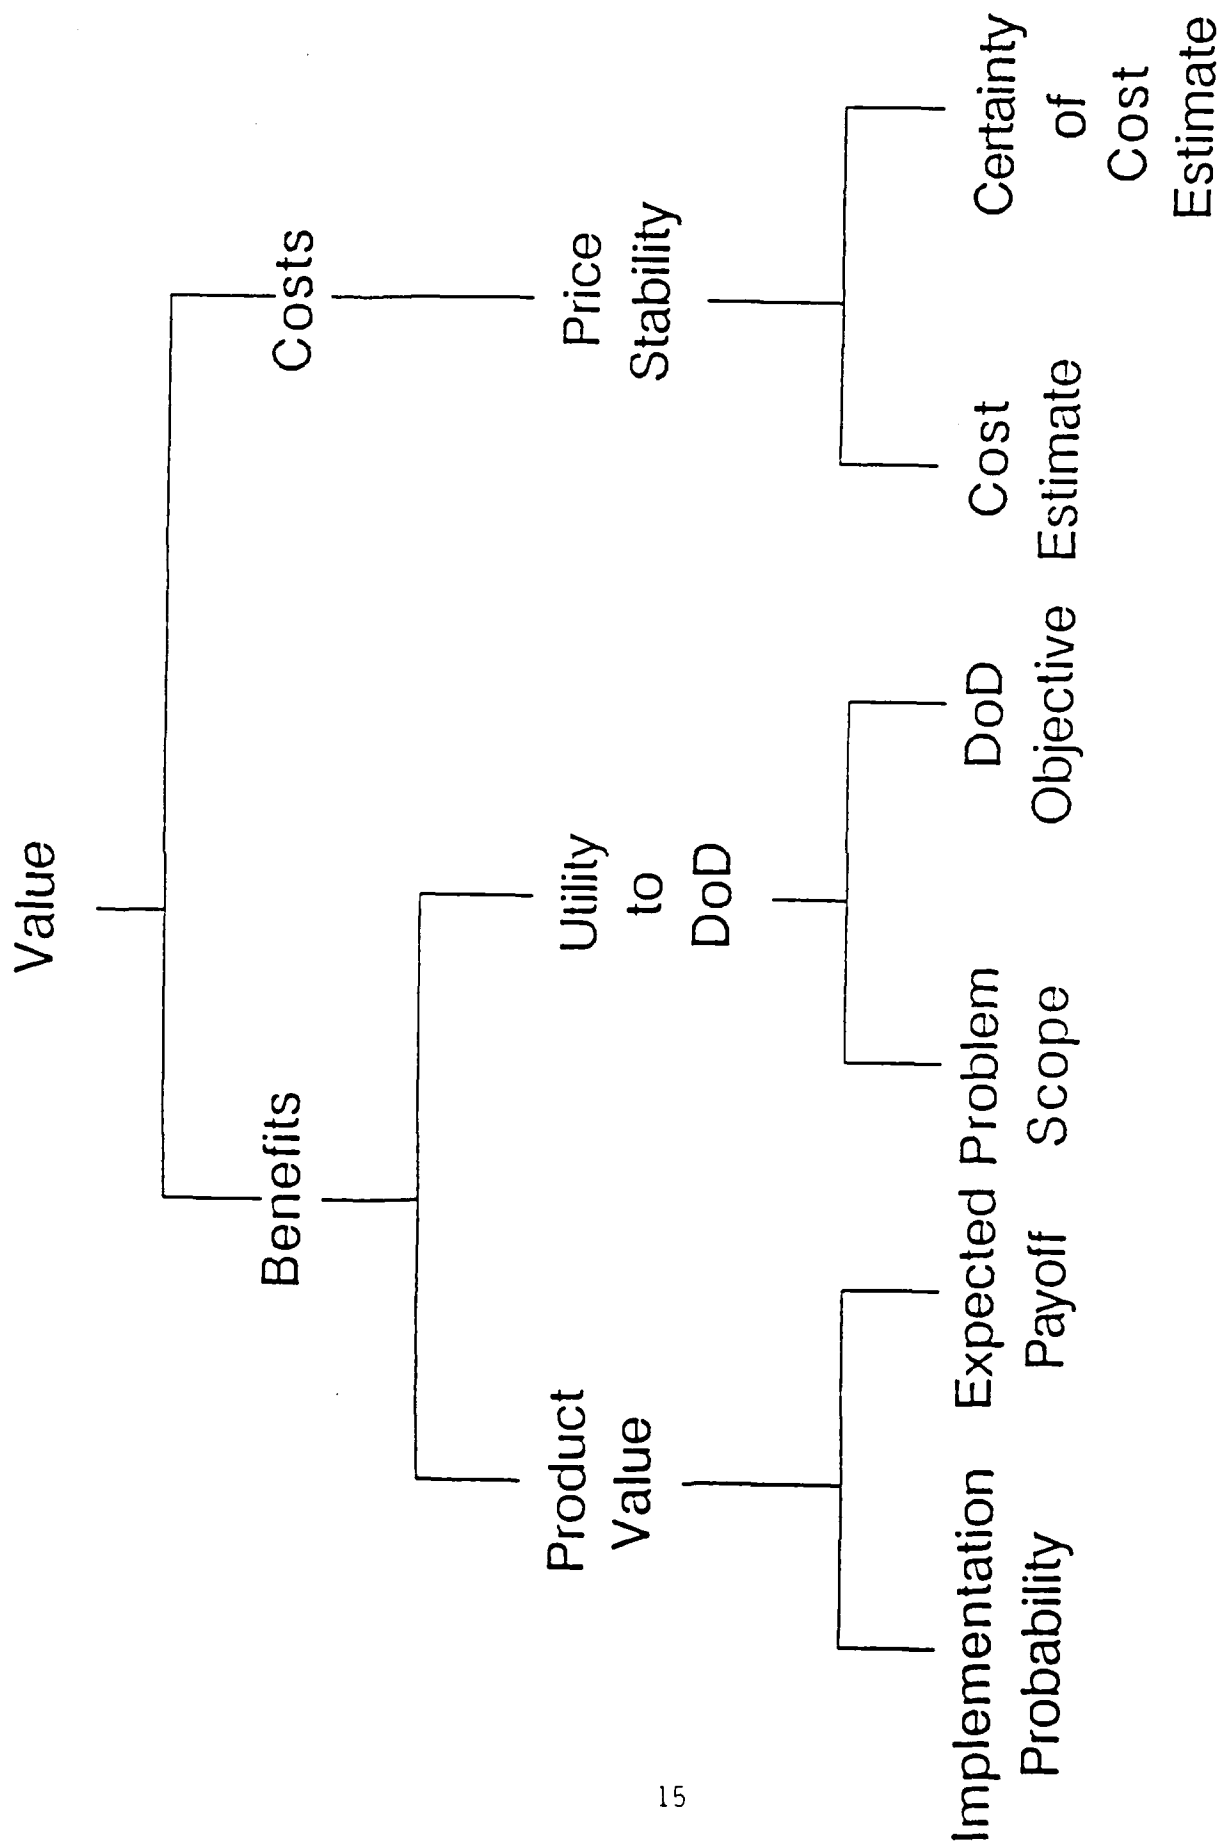 Value
Benefits
Costs
Product
Value
Utility
to
DoD
Price
Stability
Implementation
Probability
Expected
Payoff
Problem
Scope
DoD
Objective
Cost
Estimate
Certainty
of
Cost
Estimate
15